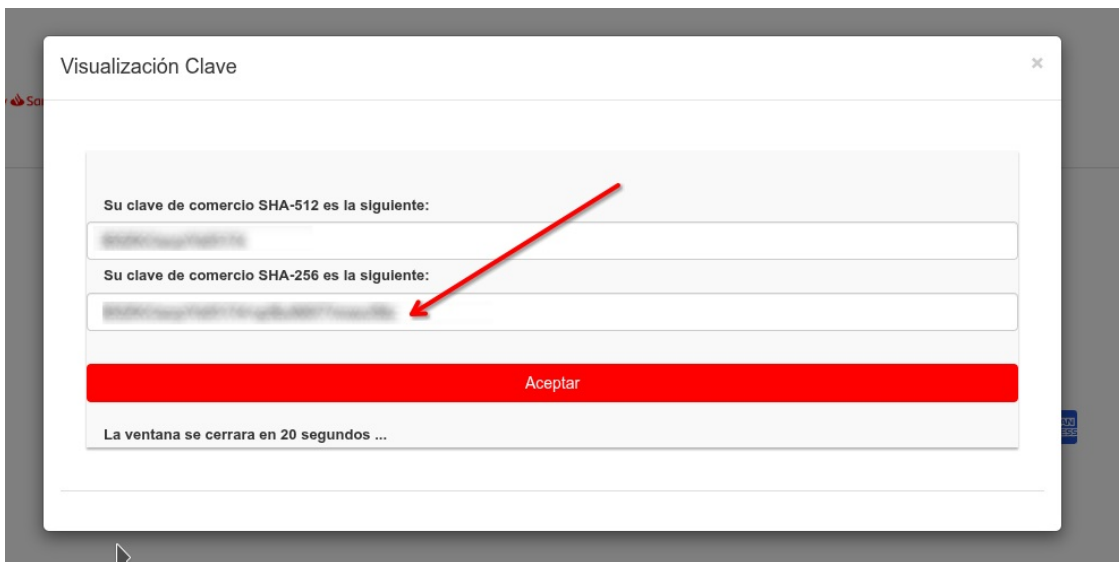 Visualización Clave
×
Su clave de comercio SHA-512 es la siguiente:
Su clave de comercio SHA-256 es la siguiente:
Aceptar
La ventana se cerrara en 20 segundos ...